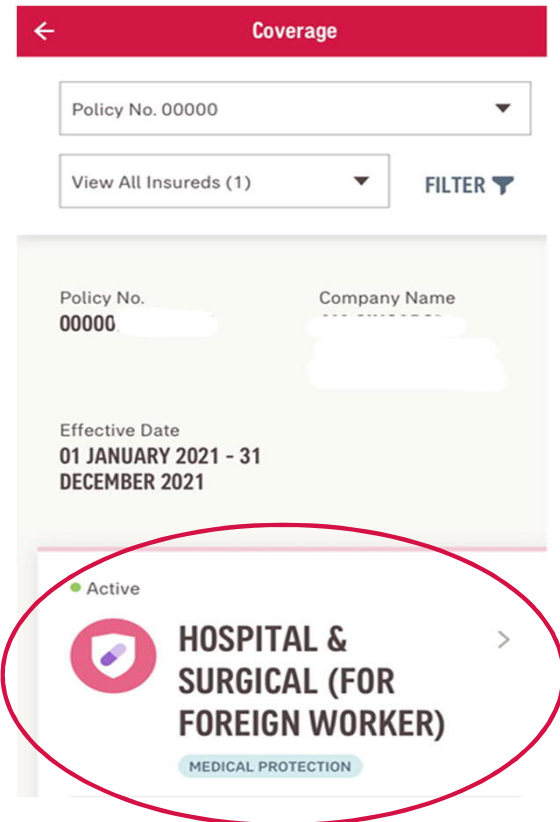 Coverage
Policy No. 00000
View All Insureds (1)
FILTER
Policy No.
Company Name
00000
Effective Date
01 JANUARY 2021 - 31
DECEMBER 2021
Active
HOSPITAL &
SURGICAL (FOR
FOREIGN WORKER)
MEDICAL PROTECTION